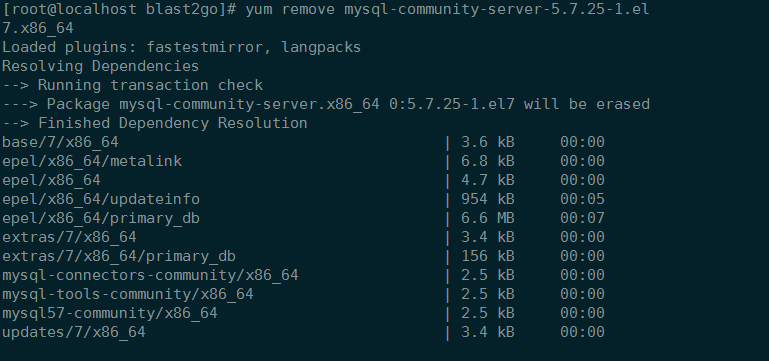 [root@localhost blast2go]# yum remove mysql-community-server-5.7.25-1.el
7.x86_64
Loaded plugins: fastestmirror, langpacks
Resolving Dependencies
--> Running transaction check
---> Package mysql-community-server.x86_64 0:5.7.25-1.el7 will be erased
--> Finished Dependency Resolution
base/7/x86_64 | 3.6 kB 00:00
epel/x86_64/metalink | 6.8 kB 00:00
epel/x86_64 | 4.7 kB 00:00
epel/x86_64/updateinfo | 954 kB 00:05
epel/x86_64/primary_db | 6.6 MB 00:07
extras/7/x86_64 | 3.4 kB 00:00
extras/7/x86_64/primary_db | 156 kB 00:00
mysql-connectors-community/x86_64 | 2.5 kB 00:00
mysql-tools-community/x86_64 | 2.5 kB 00:00
mysql57-community/x86_64 | 2.5 kB 00:00
updates/7/x86_64 | 3.4 kB 00:00